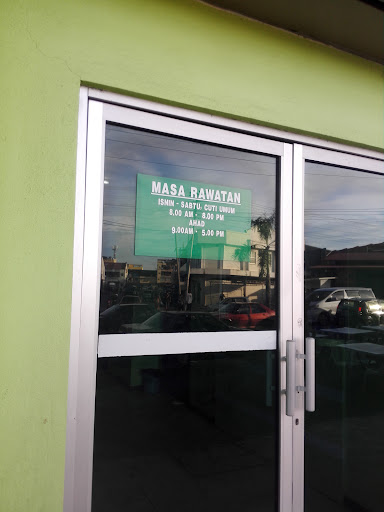 MASA RAWATAN
ISNIN - SABTU, CUTI UMUM
8.00 AM - 8.00 PM
AHAD
9.00AM - 5.00 PM